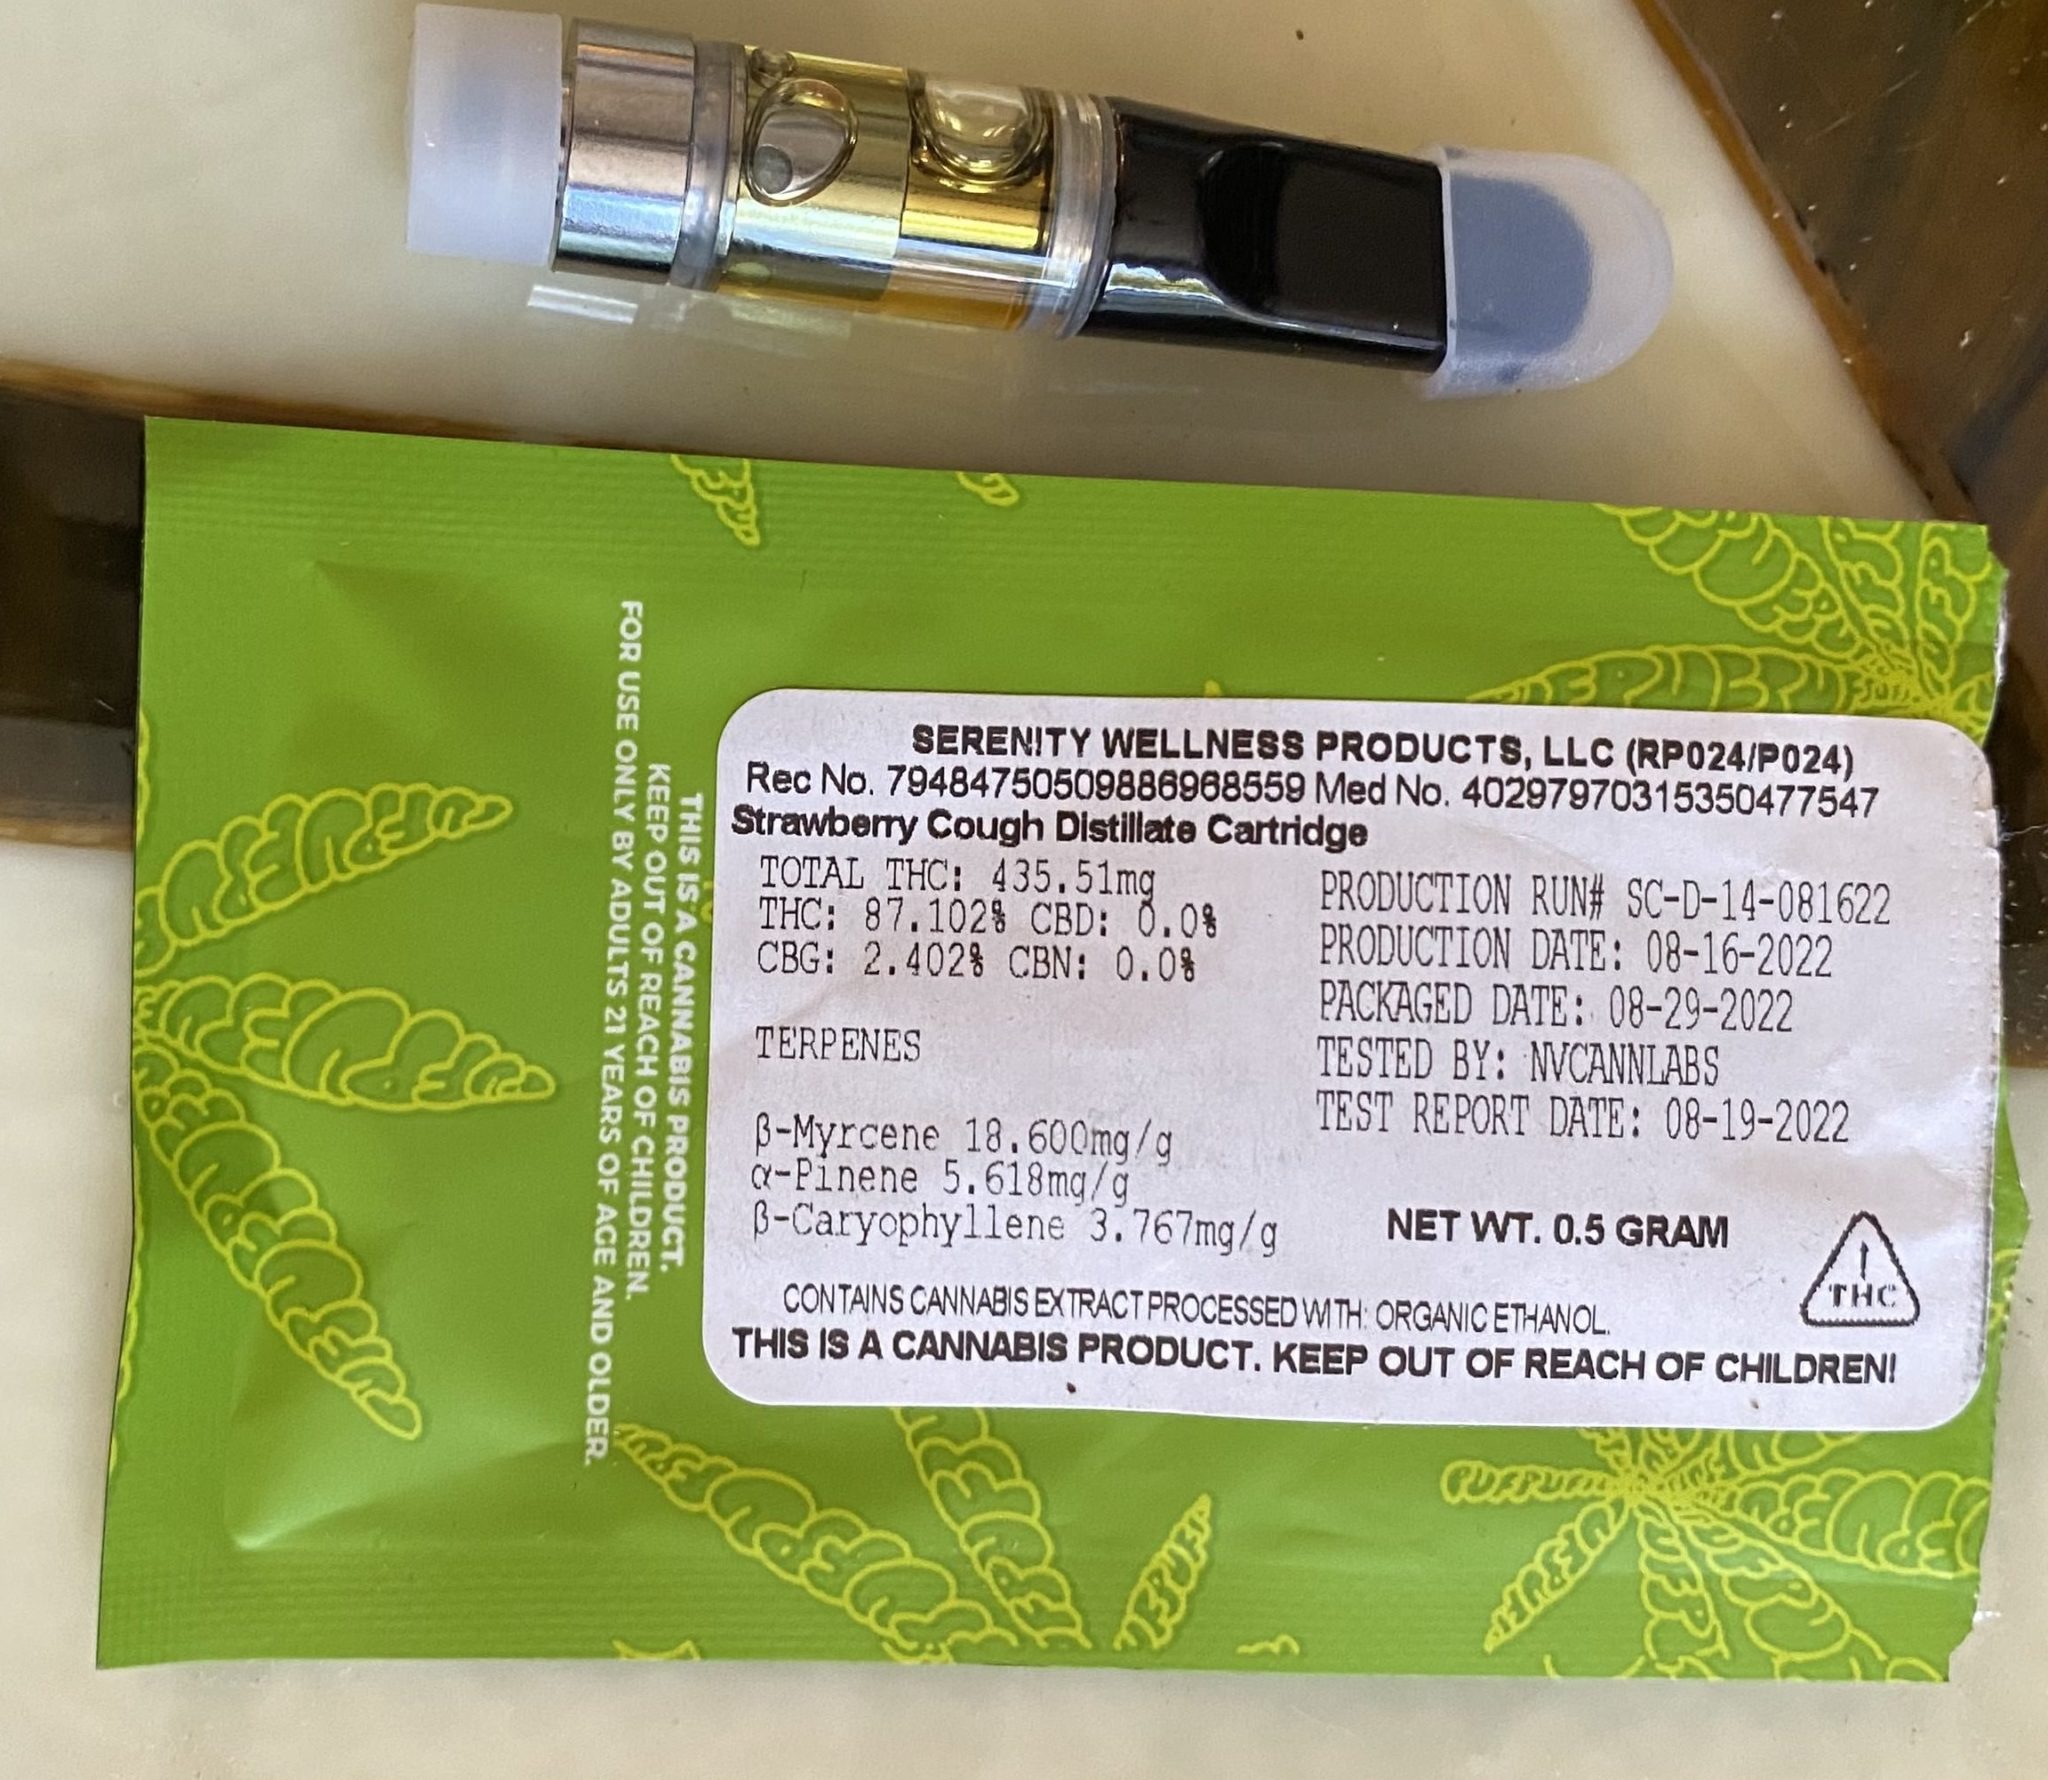 SERENITY WELLNESS PRODUCTS, LLC (RP024/P024)
Rec No. 79484750509886968559 Med No. 40297970315350477547
Strawberry Cough Distillate Cartridge
TOTAL THC: 435.51mg
THC: 87.102% CBD: 0.0%
CBG: 2.402% CBN: 0.0%
TERPENES
β-Myrcene 18.600mg/g
α-Pinene 5.618mg/g
β-Caryophyllene 3.767mg/g
PRODUCTION RUN# SC-D-14-081622
PRODUCTION DATE: 08-16-2022
PACKAGED DATE: 08-29-2022
TESTED BY: NVCANNLABS
TEST REPORT DATE: 08-19-2022
NET WT. 0.5 GRAM
THC
CONTAINS CANNABIS EXTRACT PROCESSED WITH: ORGANIC ETHANOL.
THIS IS A CANNABIS PRODUCT. KEEP OUT OF REACH OF CHILDREN!
THIS IS A CANNABIS PRODUCT.
KEEP OUT OF REACH OF CHILDREN.
FOR USE ONLY BY ADULTS 21 YEARS OF AGE AND OLDER.